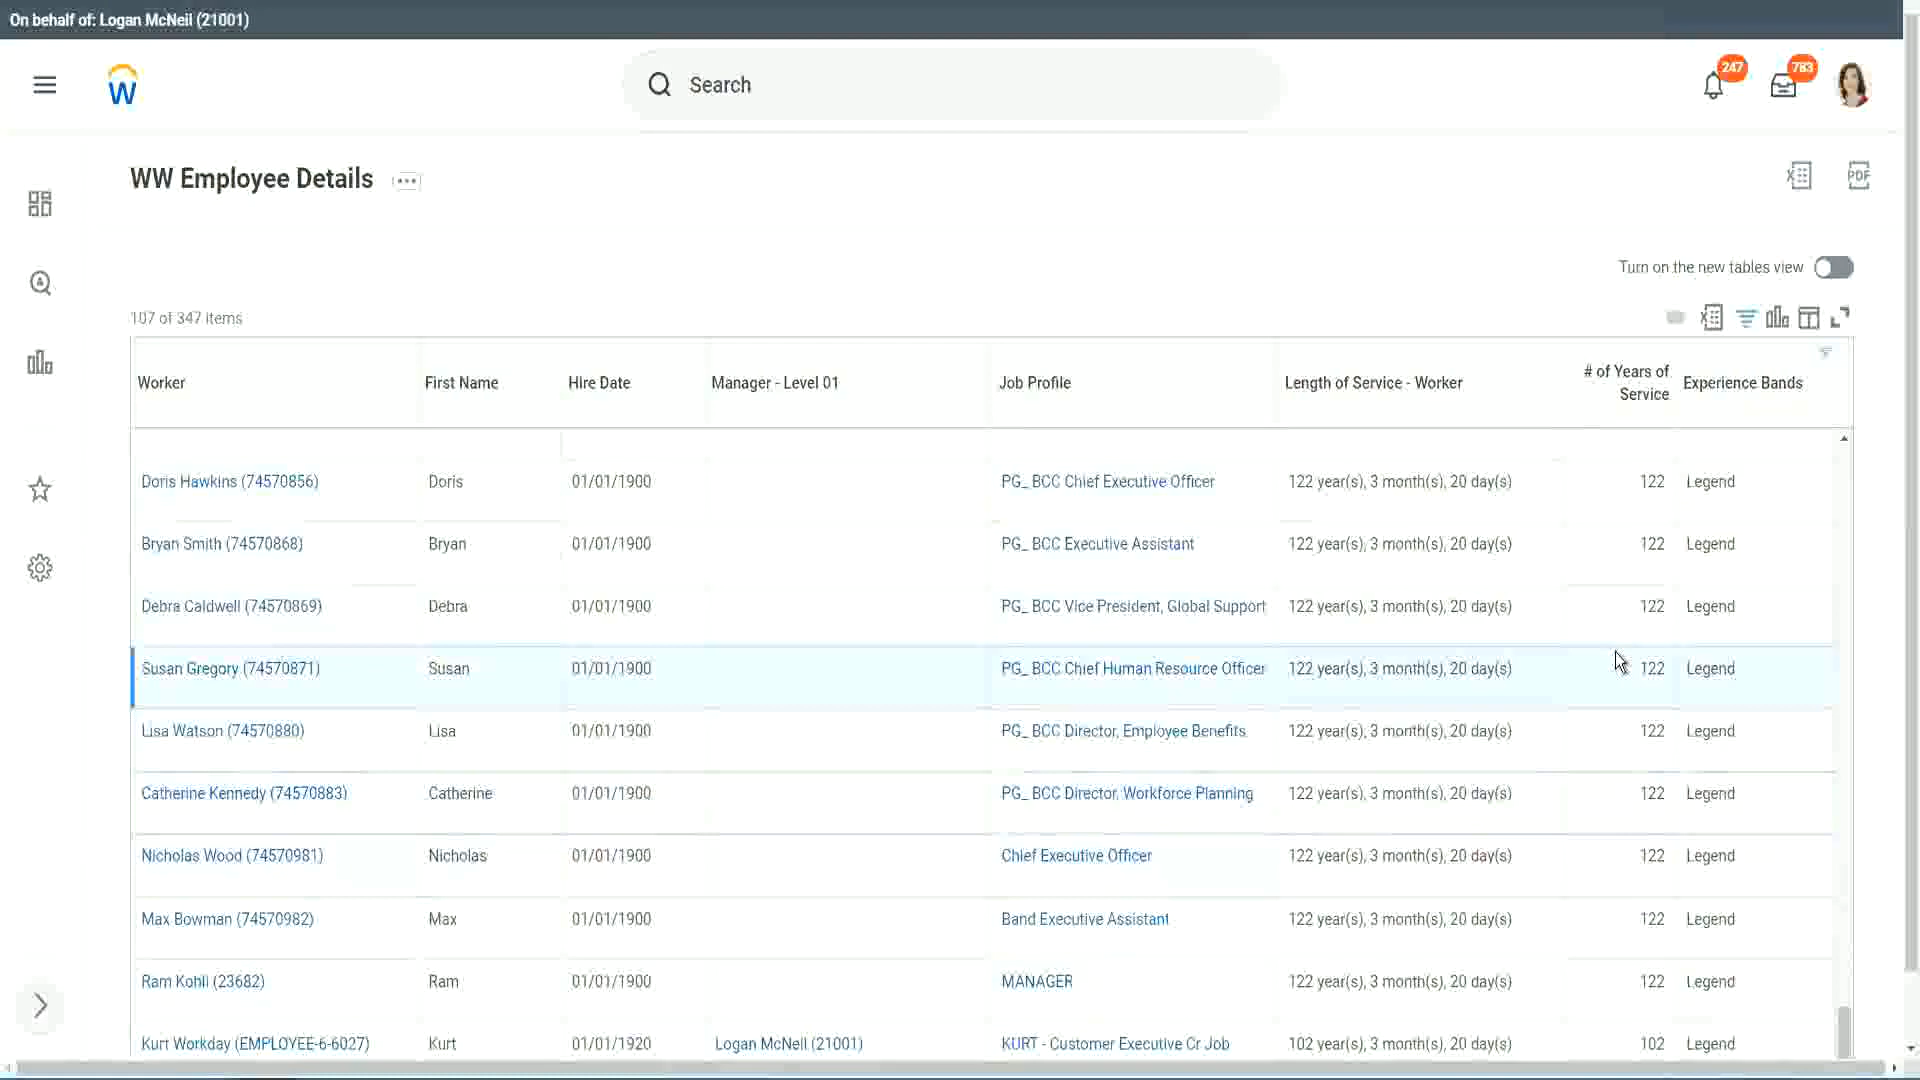 On behalf of: Logan McNeil (21001)
Search
247
783
WW Employee Details
PDF
Turn on the new tables view
107 of 347 items
Worker First Name Hire Date Manager - Level 01 Job Profile Length of Service - Worker # of Years of Service Experience Bands
Doris Hawkins (74570856) Doris 01/01/1900 PG_ BCC Chief Executive Officer 122 year(s), 3 month(s), 20 day(s) 122 Legend
Bryan Smith (74570868) Bryan 01/01/1900 PG_ BCC Executive Assistant 122 year(s), 3 month(s), 20 day(s) 122 Legend
Debra Caldwell (74570869) Debra 01/01/1900 PG_ BCC Vice President, Global Support 122 year(s), 3 month(s), 20 day(s) 122 Legend
Susan Gregory (74570871) Susan 01/01/1900 PG_ BCC Chief Human Resource Officer 122 year(s), 3 month(s), 20 day(s) 122 Legend
Lisa Watson (74570880) Lisa 01/01/1900 PG_ BCC Director, Employee Benefits 122 year(s), 3 month(s), 20 day(s) 122 Legend
Catherine Kennedy (74570883) Catherine 01/01/1900 PG_ BCC Director, Workforce Planning 122 year(s), 3 month(s), 20 day(s) 122 Legend
Nicholas Wood (74570981) Nicholas 01/01/1900 Chief Executive Officer 122 year(s), 3 month(s), 20 day(s) 122 Legend
Max Bowman (74570982) Max 01/01/1900 Band Executive Assistant 122 year(s), 3 month(s), 20 day(s) 122 Legend
Ram Kohli (23682) Ram 01/01/1900 MANAGER 122 year(s), 3 month(s), 20 day(s) 122 Legend
Kurt Workday (EMPLOYEE-6-6027) Kurt 01/01/1920 Logan McNeil (21001) KURT - Customer Executive Cr Job 102 year(s), 3 month(s), 20 day(s) 102 Legend